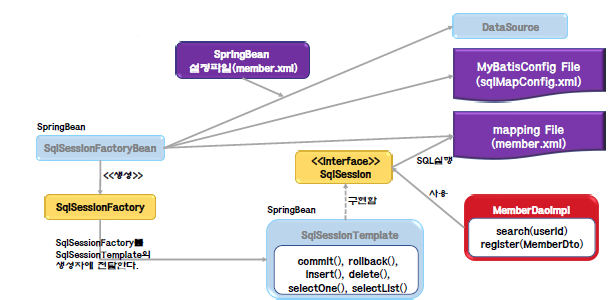 DataSource
SpringBean
설정파일(member.xml)
MyBatisConfig File
(sqlMapConfig.xml)
SpringBean
SqlSessionFactoryBean
mapping File
(member.xml)
<<Interface>>
SqlSession
SQL실행
<<생성>>
구현함
사용
SqlSessionFactory
SpringBean
MemberDaoImpl
search(userId)
register(MemberDto)
SqlSessionTemplate
SqlSessionFactory를
SqlSessionTemplate의
생성자에 전달한다.
commit(), rollback(),
insert(), delete(),
selectOne(), selectList()